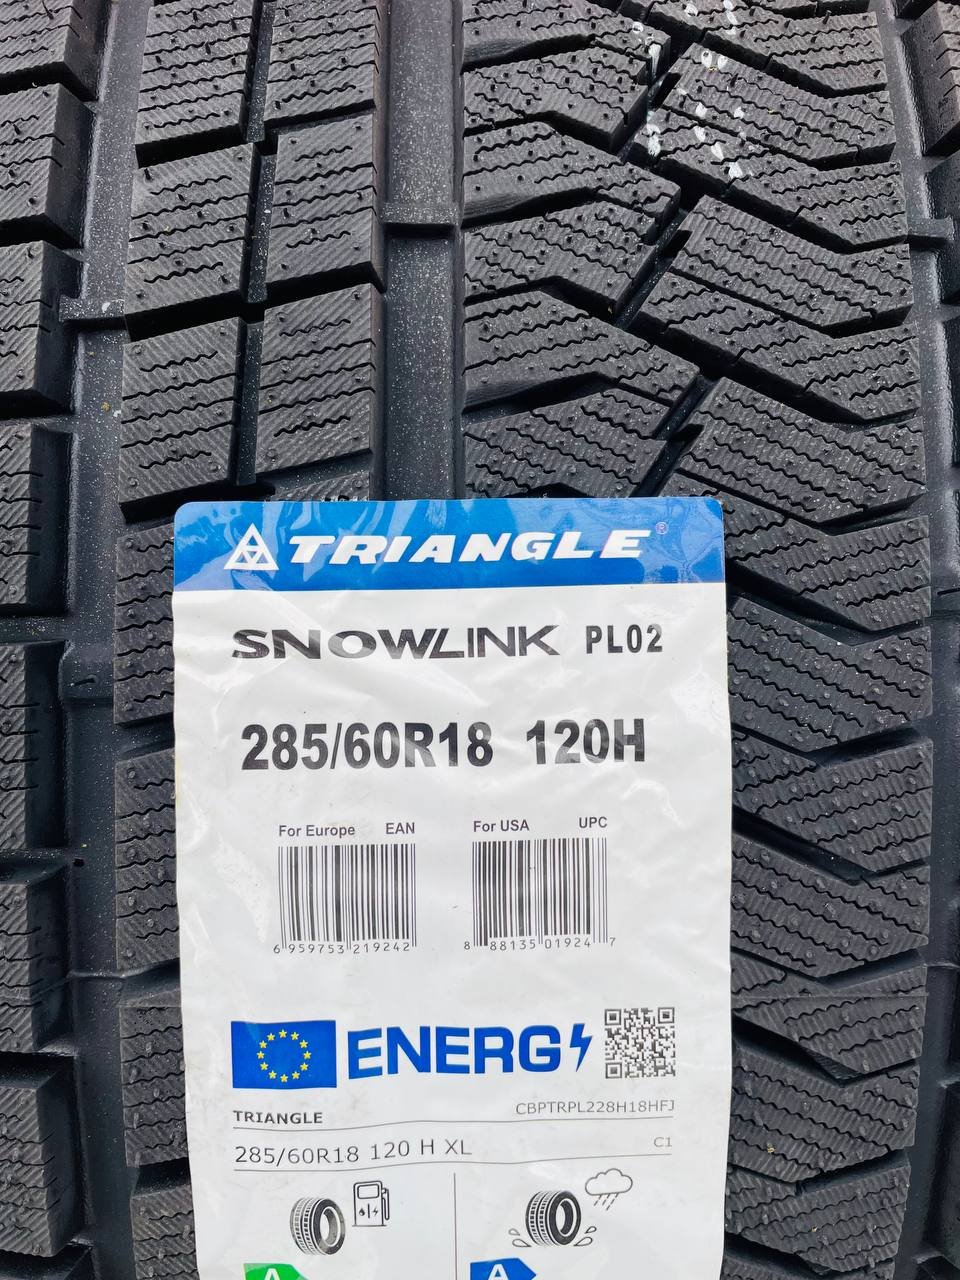 TRIANGLE®
SNOWLINK PL02
285/60R18 120H
For Europe EAN
For USA UPC
6 959753 219242
8 88135 01924 7
ENERG
TRIANGLE CBPTRPL228H18HFJ
285/60R18 120 H XL C1
A A